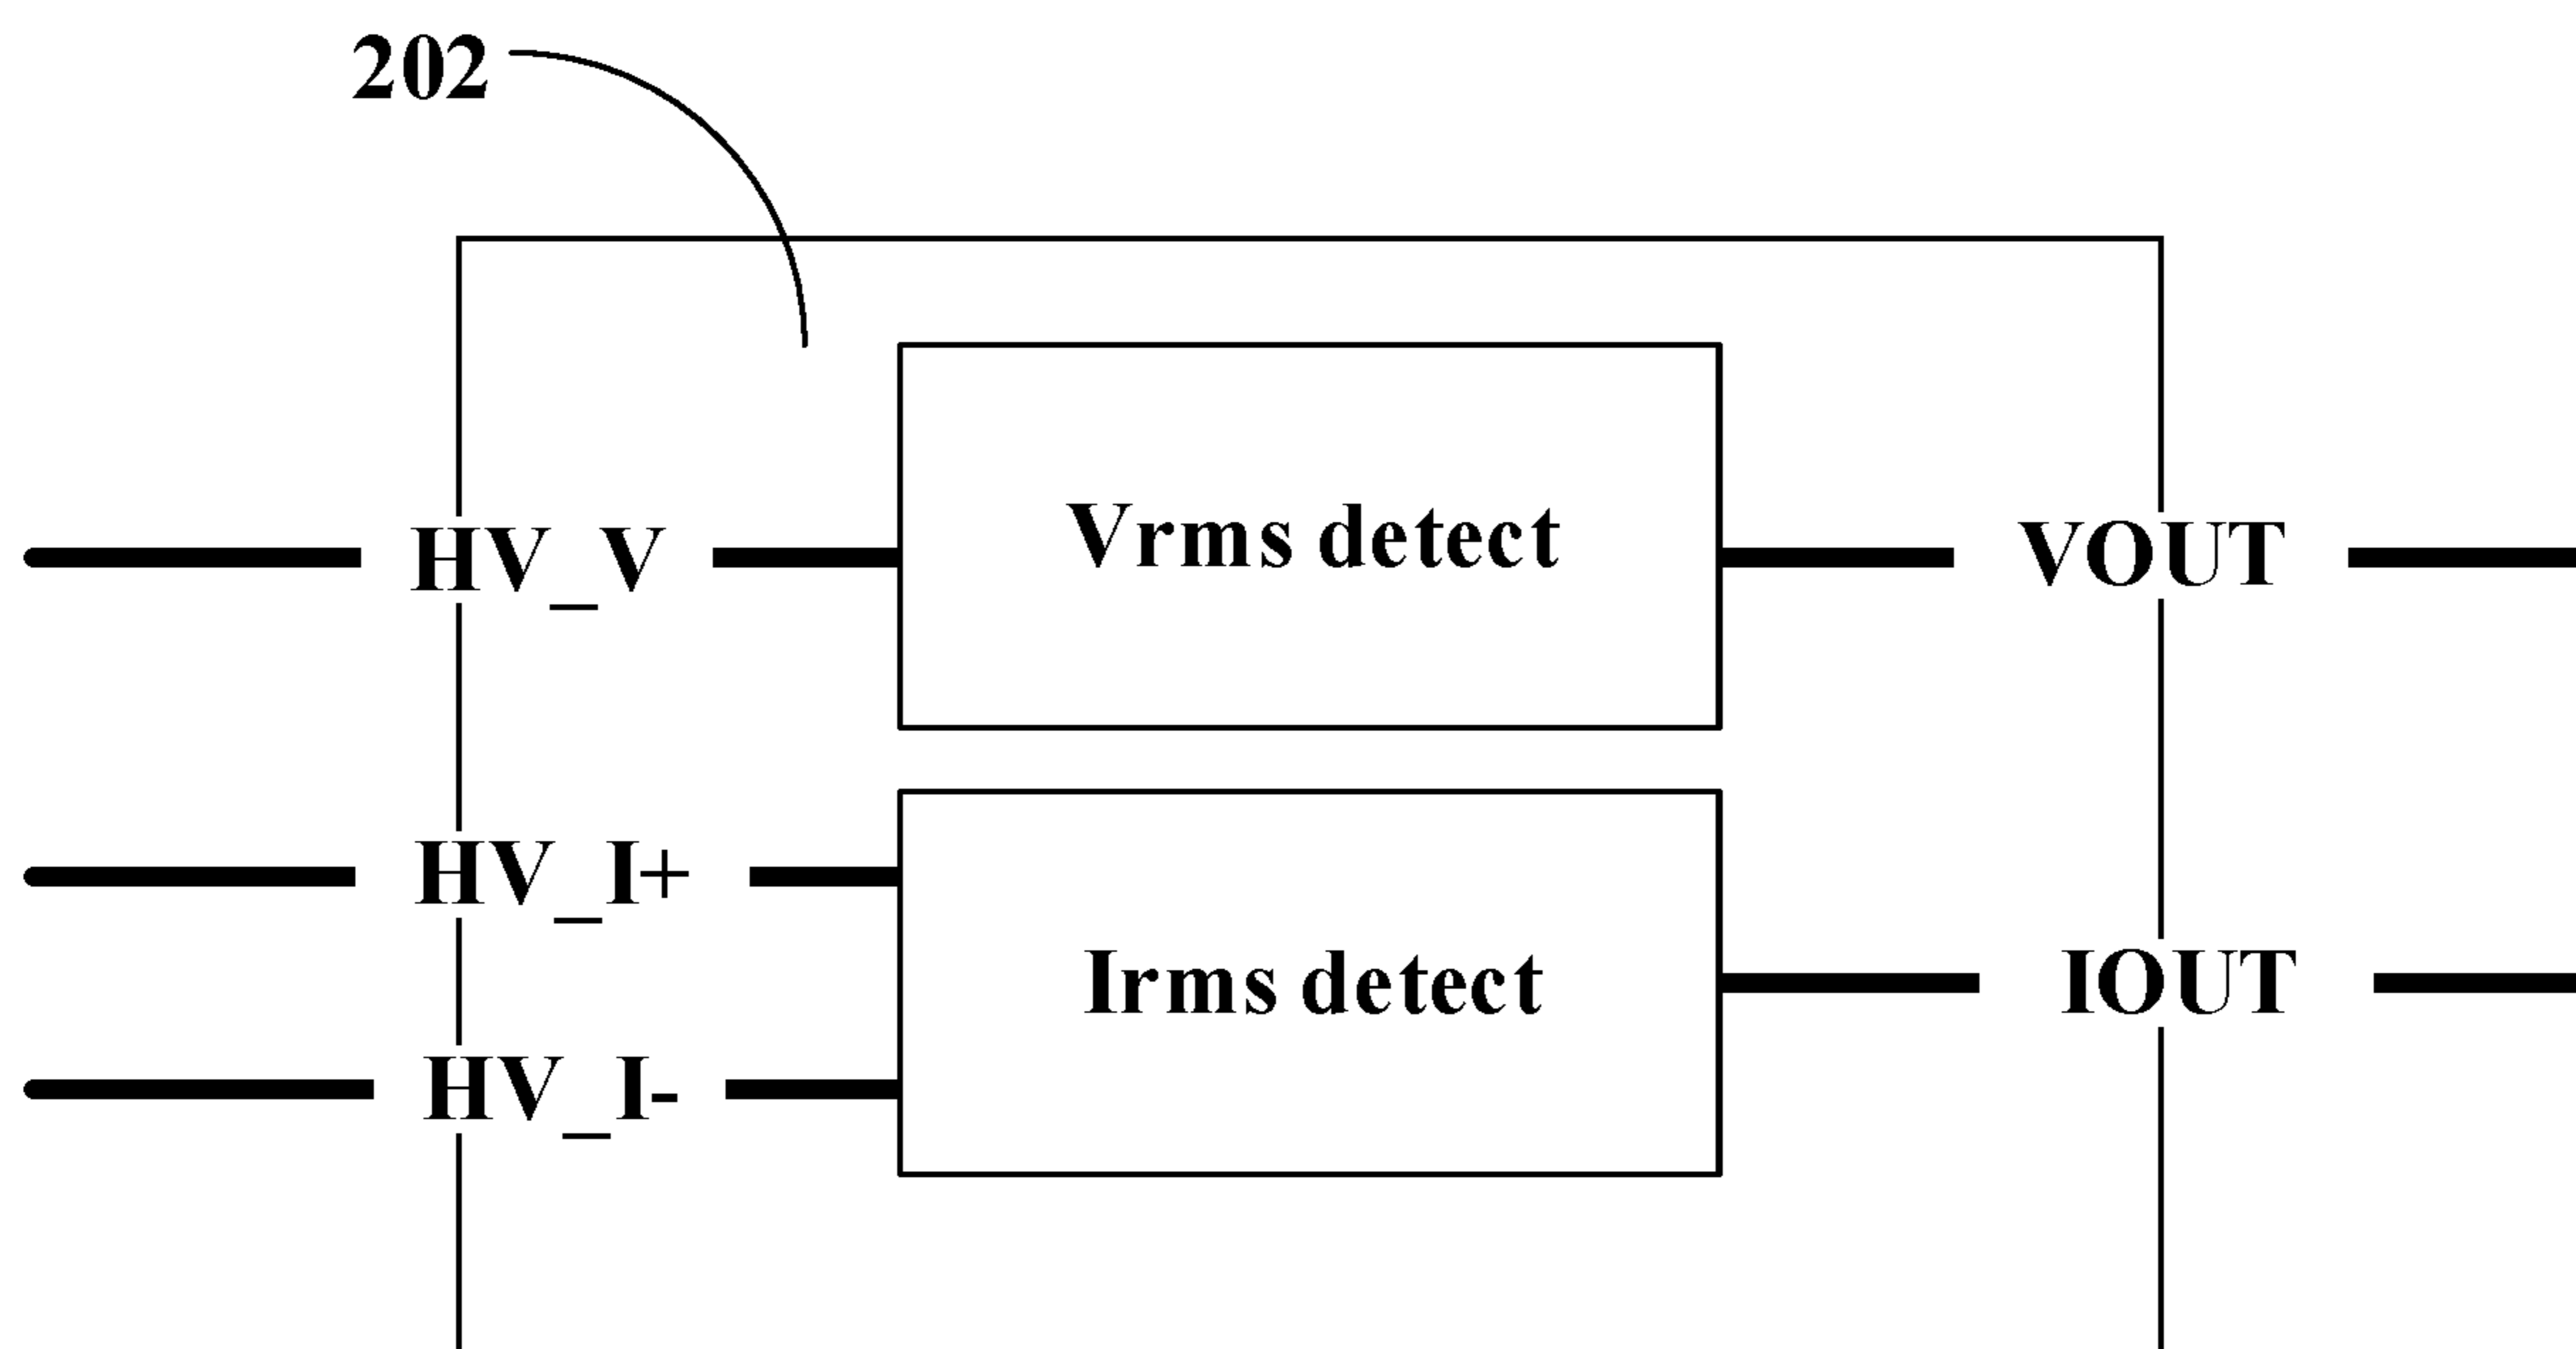 202
HV_V
Vrms detect
VOUT
HV_I+
Irms detect
IOUT
HV_I-